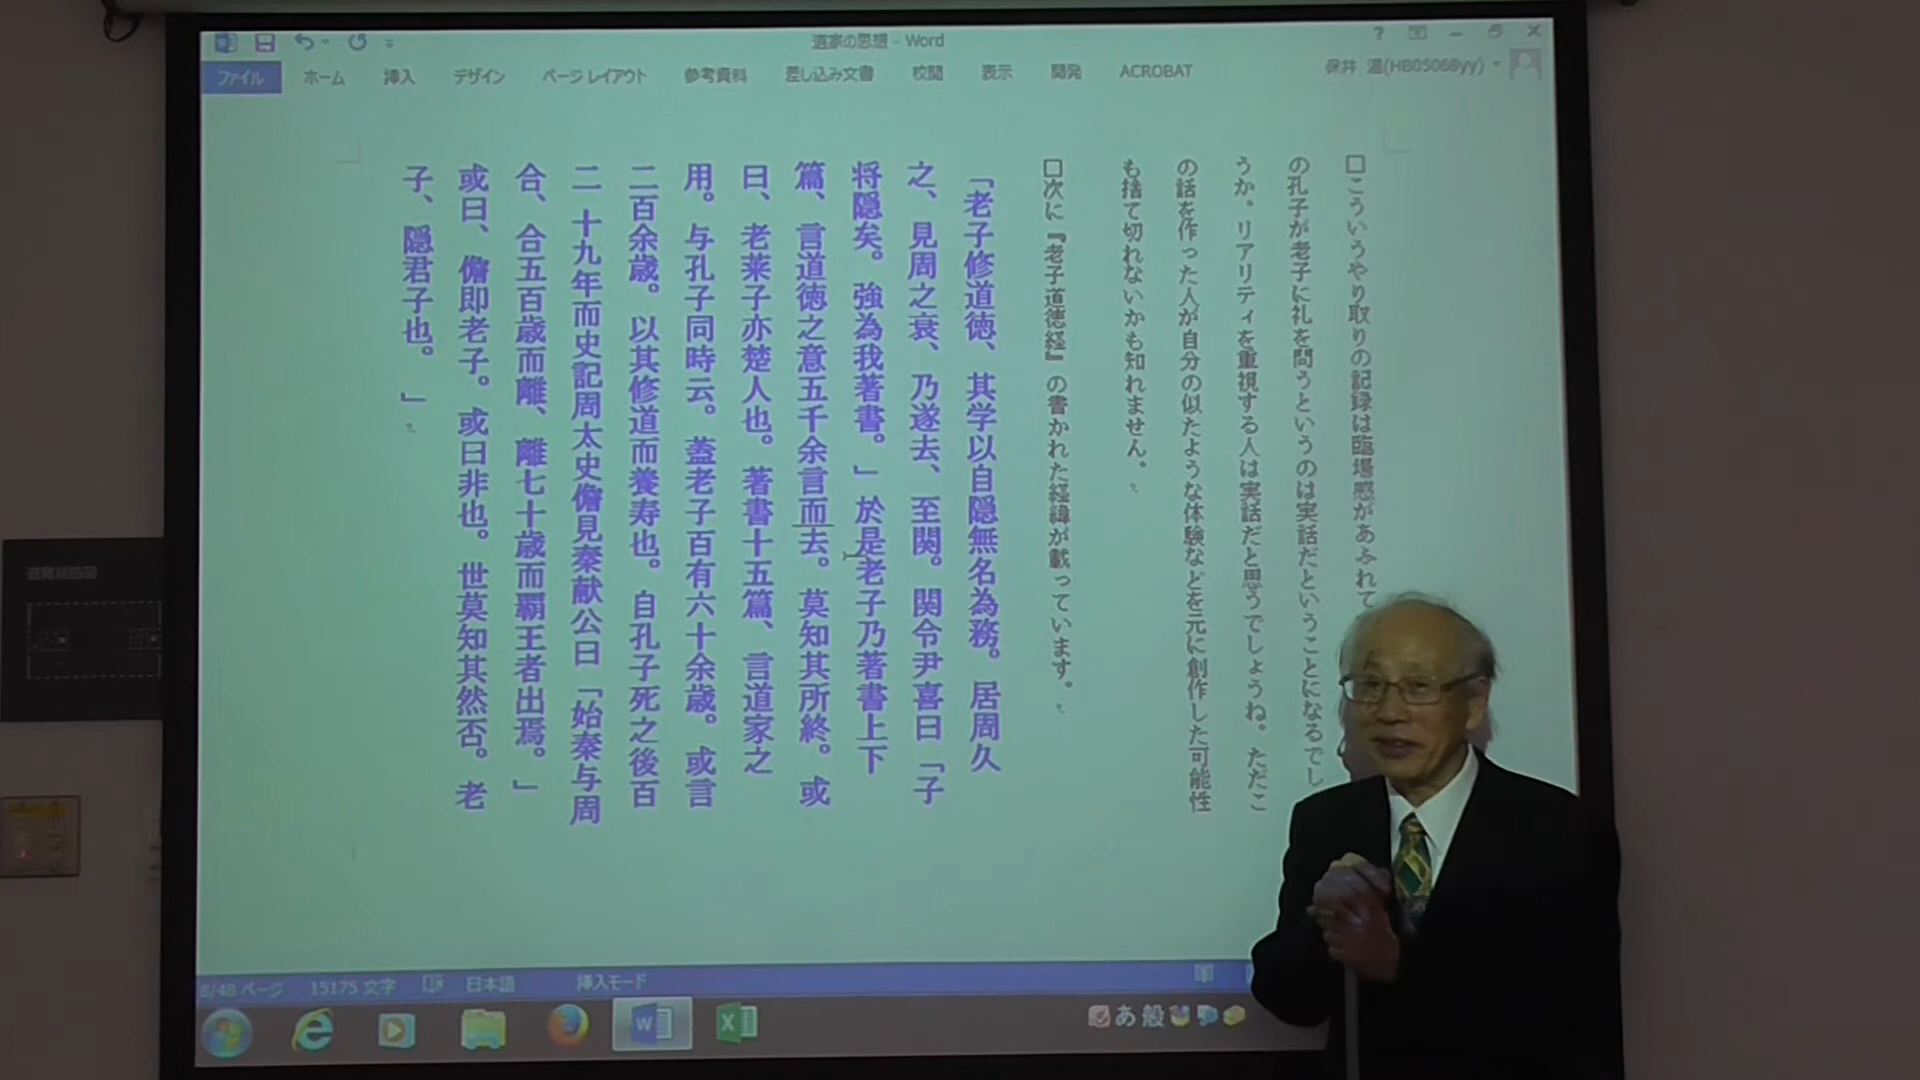 道家の思想 - Word
ファイル ホーム 挿入 デザイン ページ レイアウト 参考資料 差し込み文書 校閲 表示 開発 ACROBAT
保井 温(HB05068yy)
□こういうやり取りの記録は臨場感があふれて
の孔子が老子に礼を問うというのは実話だということになるでし
うか。リアリティを重視する人は実話だと思うでしょうね。ただこ
の話を作った人が自分の似たような体験などを元に創作した可能性
も捨て切れないかも知れません。
□次に『老子道徳経』の書かれた経緯が載っています。
「老子修道徳、其学以自隠無名為務。居周久
之、見周之衰、乃遂去、至関。関令尹喜曰「子
将隠矣。強為我著書。」於是老子乃著書上下
篇、言道徳之意五千余言而去。莫知其所終。或
曰、老莱子亦楚人也。著書十五篇、言道家之
用。与孔子同時云。蓋老子百有六十余歳。或言
二百余歳。以其修道而養寿也。自孔子死之後百
二十九年而史記周太史儋見秦献公曰「始秦与周
合、合五百歳而離、離七十歳而覇王者出焉。」
或曰、儋即老子。或曰非也。世莫知其然否。老
子、隠君子也。」
8/48 ページ 15175 文字 日本語 挿入モード
あ 般
避難経路図